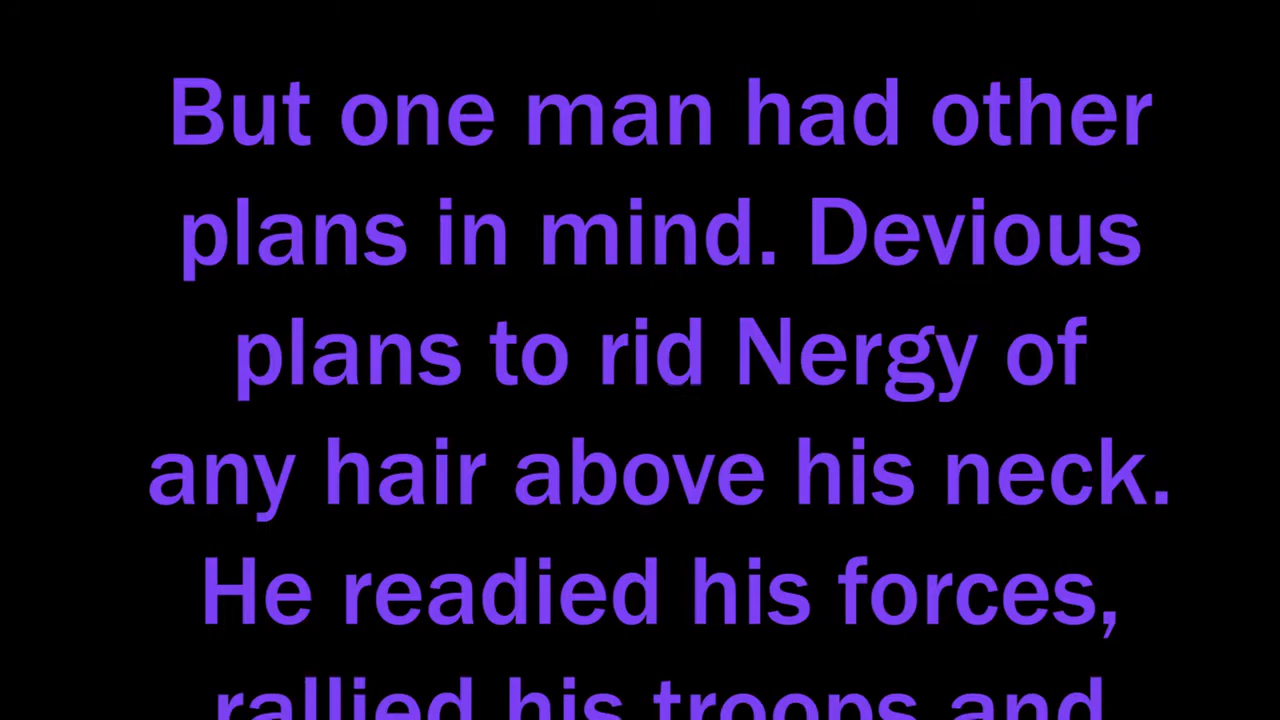 But one man had other
plans in mind. Devious
plans to rid Nergy of
any hair above his neck.
He readied his forces,
rallied his troops and